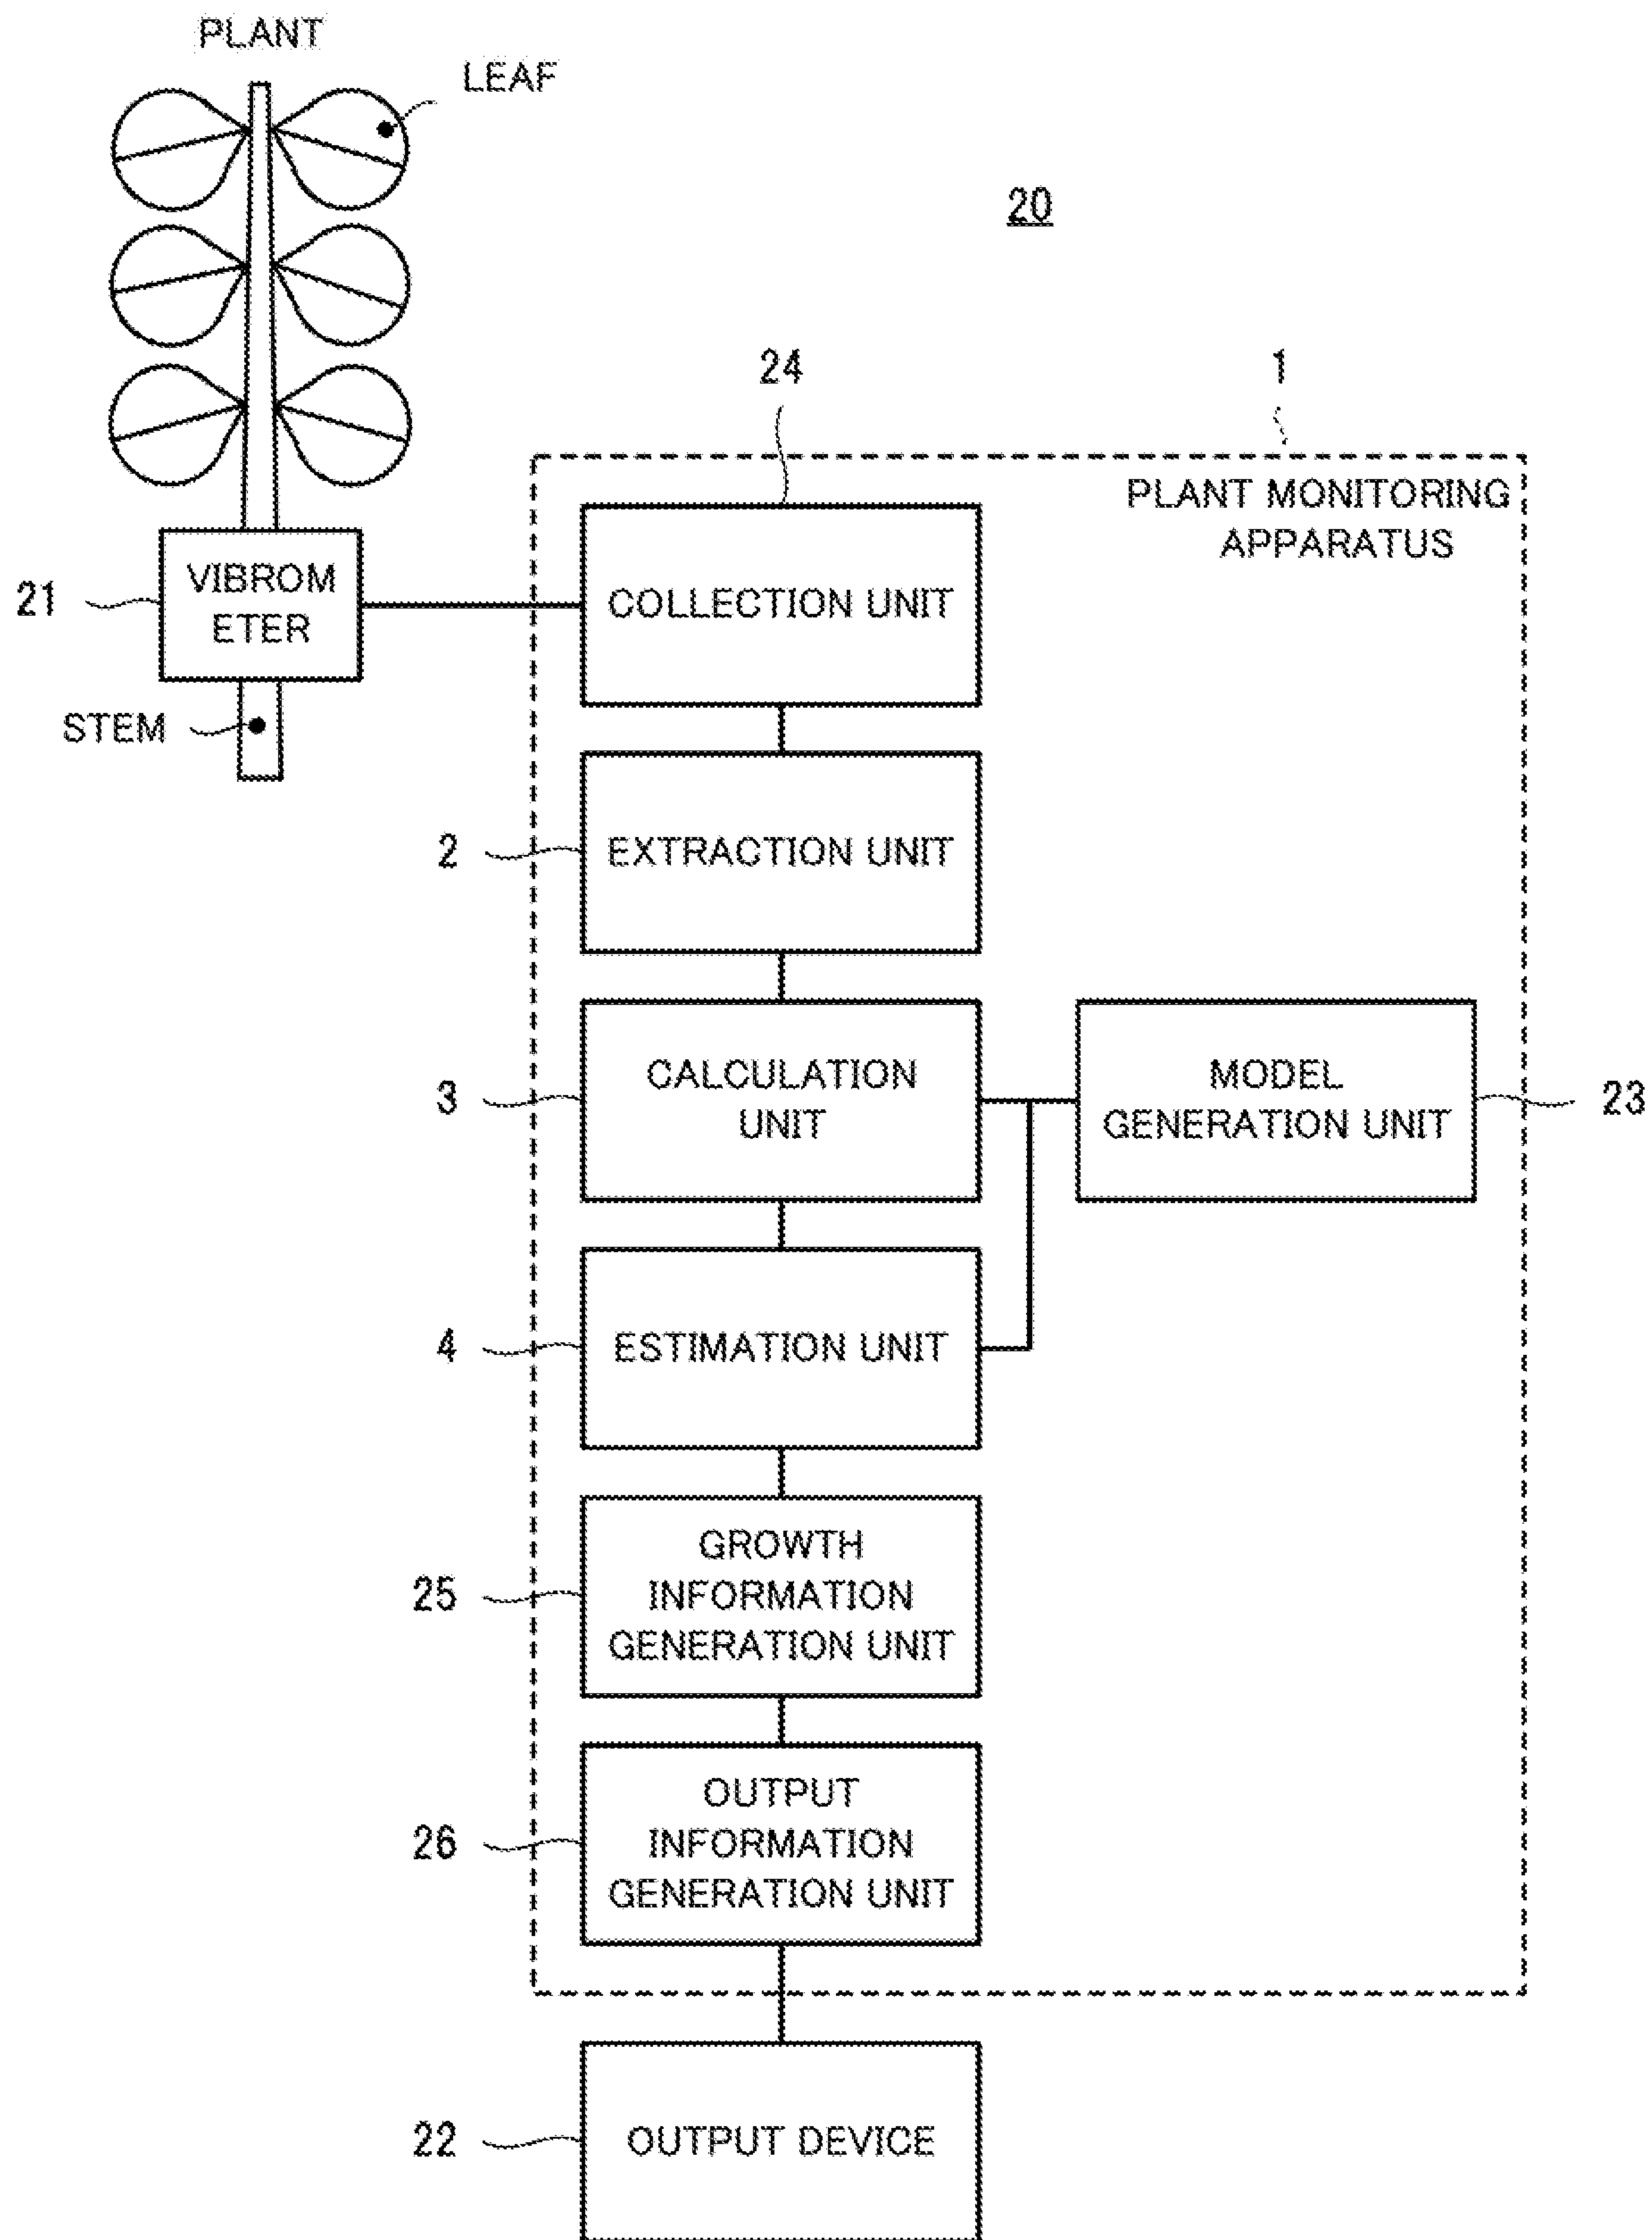 PLANT
LEAF
20
24
1
PLANT MONITORING
APPARATUS
21
VIBROM
ETER
COLLECTION UNIT
STEM
2
EXTRACTION UNIT
3
CALCULATION
UNIT
MODEL
GENERATION UNIT
23
4
ESTIMATION UNIT
25
GROWTH
INFORMATION
GENERATION UNIT
26
OUTPUT
INFORMATION
GENERATION UNIT
22
OUTPUT DEVICE